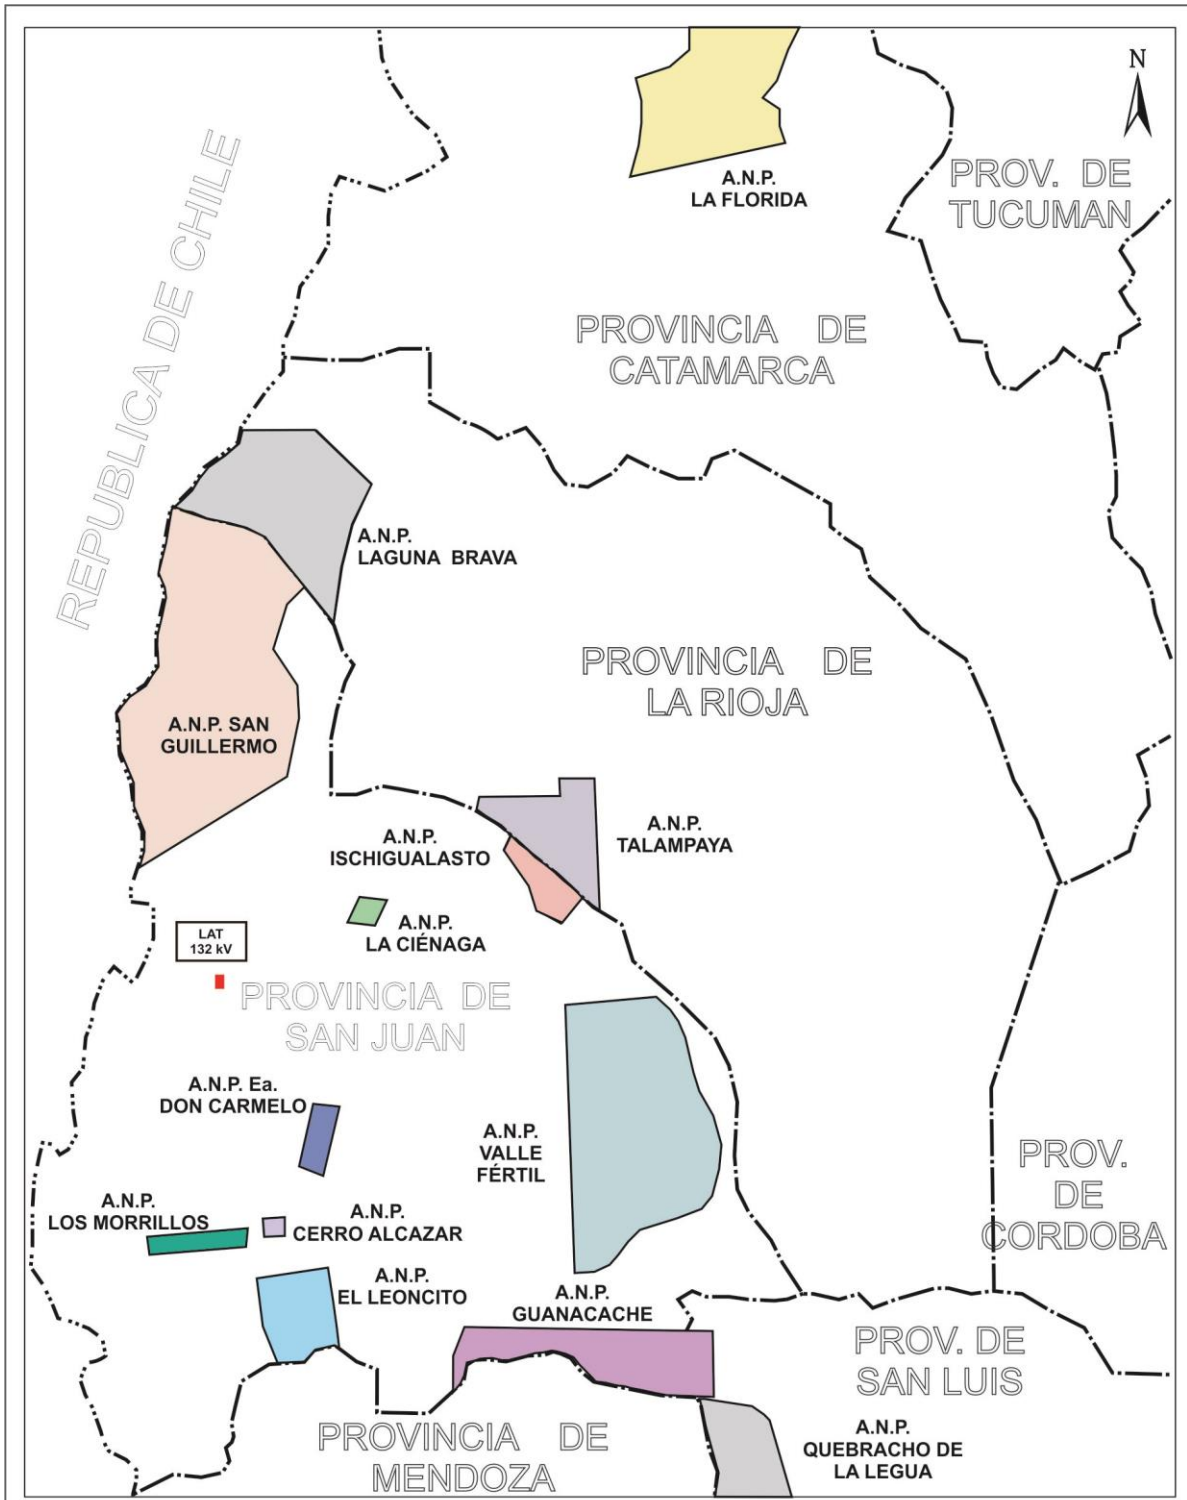 N
A.N.P.
LA FLORIDA
PROV. DE
TUCUMAN
REPUBLICA DE CHILE
PROVINCIA DE
CATAMARCA
A.N.P.
LAGUNA BRAVA
PROVINCIA DE
LA RIOJA
A.N.P. SAN
GUILLERMO
A.N.P.
ISCHIGUALASTO
A.N.P.
TALAMPAYA
A.N.P.
LA CIÉNAGA
LAT
132 kV
PROVINCIA DE
SAN JUAN
A.N.P. Ea.
DON CARMELO
A.N.P.
VALLE
FÉRTIL
PROV.
DE
CORDOBA
A.N.P.
LOS MORRILLOS
A.N.P.
CERRO ALCAZAR
A.N.P.
EL LEONCITO
A.N.P.
GUANACACHE
PROV. DE
SAN LUIS
PROVINCIA DE
MENDOZA
A.N.P.
QUEBRACHO DE
LA LEGUA